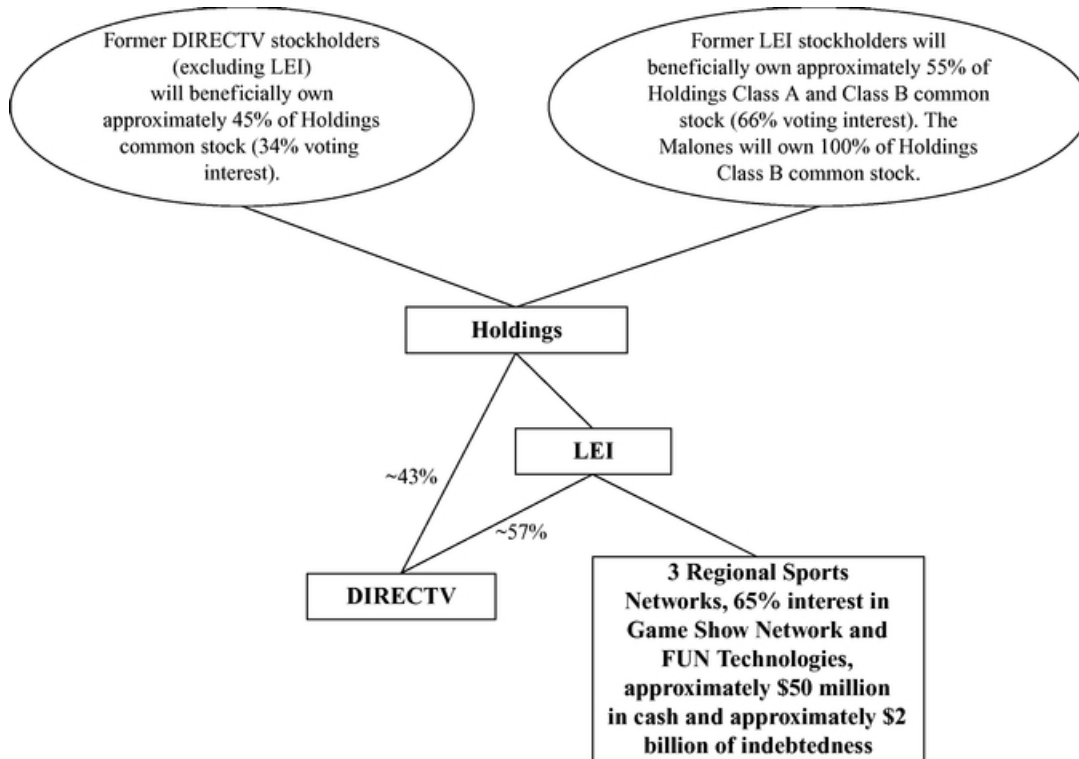 Former DIRECTV stockholders
(excluding LEI)
will beneficially own
approximately 45% of Holdings
common stock (34% voting
interest).
Former LEI stockholders will
beneficially own approximately 55% of
Holdings Class A and Class B common
stock (66% voting interest). The
Malones will own 100% of Holdings
Class B common stock.
Holdings
LEI
~43%
~57%
DIRECTV
3 Regional Sports
Networks, 65% interest in
Game Show Network and
FUN Technologies,
approximately $50 million
in cash and approximately $2
billion of indebtedness